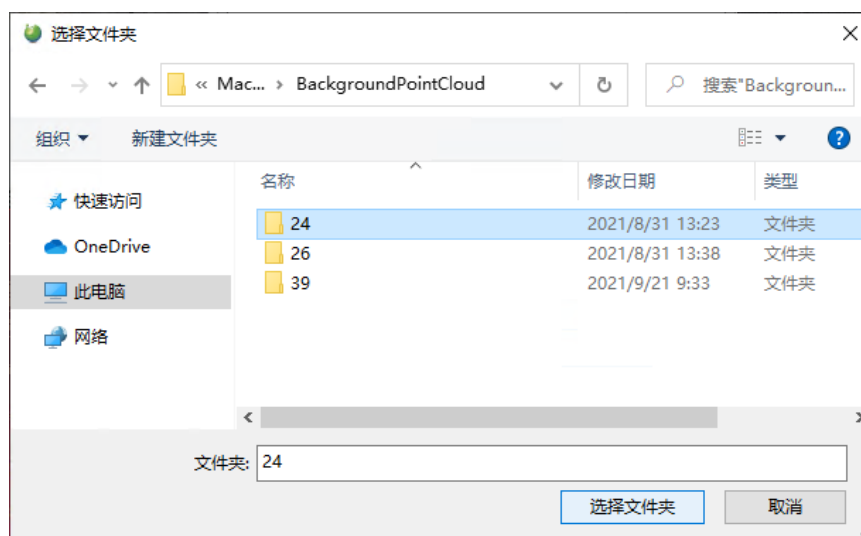 选择文件夹
« Mac... › BackgroundPointCloud
搜索"Backgroun...
组织 新建文件夹
名称 修改日期 类型
快速访问
OneDrive
此电脑
网络
24 2021/8/31 13:23 文件夹
26 2021/8/31 13:38 文件夹
39 2021/9/21 9:33 文件夹
文件夹: 24
选择文件夹 取消